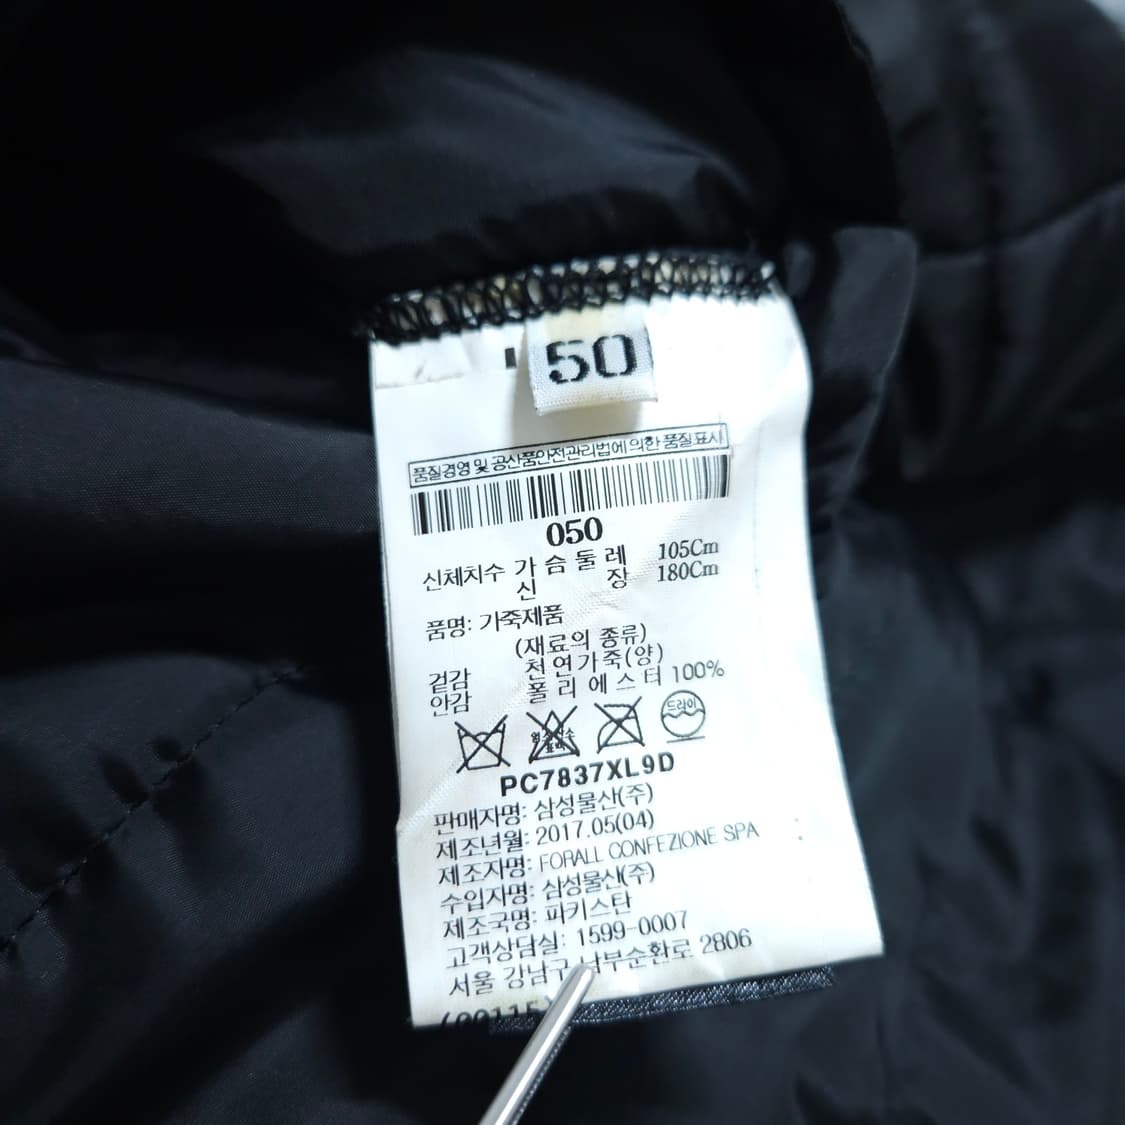 50
품질경영 및 공산품안전관리법에 의한 품질표시
050
신체치수 가 슴 둘 레 105Cm
신 장 180Cm
품명: 가죽제품
(재료의 종류)
겉감 천연가죽(양)
안감 폴 리 에 스 터 100%
드라이
PC7837XL9D
판매자명: 삼성물산(주)
제조년월: 2017.05(04)
제조자명: FORALL CONFEZIONE SPA
수입자명: 삼성물산(주)
제조국명: 파키스탄
고객상담실: 1599-0007
서울 강남구 남부순환로 2806